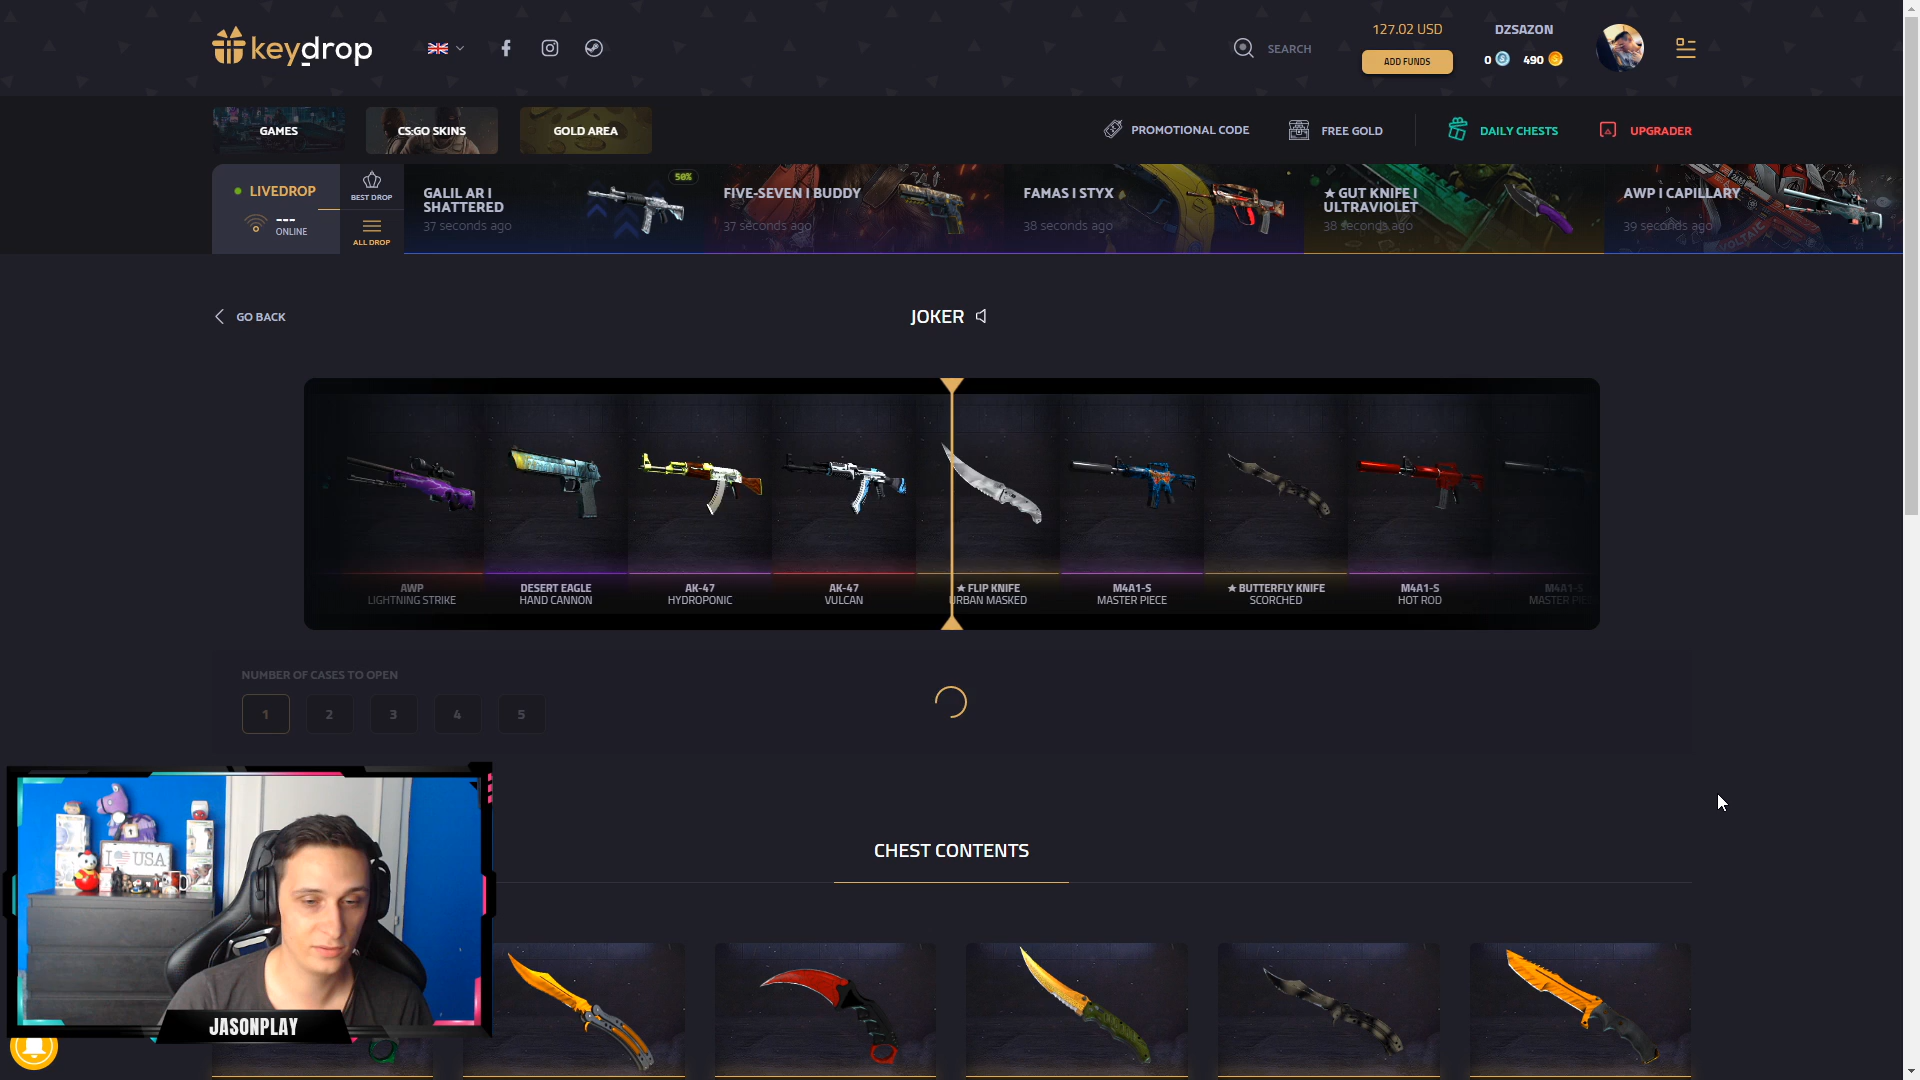 keydrop
SEARCH
127.02 USD
ADD FUNDS
DZSAZON
0
490
GAMES
CS:GO SKINS
GOLD AREA
PROMOTIONAL CODE
FREE GOLD
DAILY CHESTS
UPGRADER
LIVEDROP
---
ONLINE
BEST DROP
ALL DROP
GALIL AR I
SHATTERED
37 seconds ago
50%
FIVE-SEVEN I BUDDY
37 seconds ago
FAMAS I STYX
38 seconds ago
★ GUT KNIFE I
ULTRAVIOLET
38 seconds ago
AWP I CAPILLARY
39 seconds ago
GO BACK
JOKER
AWP
LIGHTNING STRIKE
DESERT EAGLE
HAND CANNON
AK-47
HYDROPONIC
AK-47
VULCAN
★ FLIP KNIFE
URBAN MASKED
M4A1-S
MASTER PIECE
★ BUTTERFLY KNIFE
SCORCHED
M4A1-S
HOT ROD
M4A1-S
MASTER PIECE
NUMBER OF CASES TO OPEN
1
2
3
4
5
CHEST CONTENTS
I USA
JASONPLAY